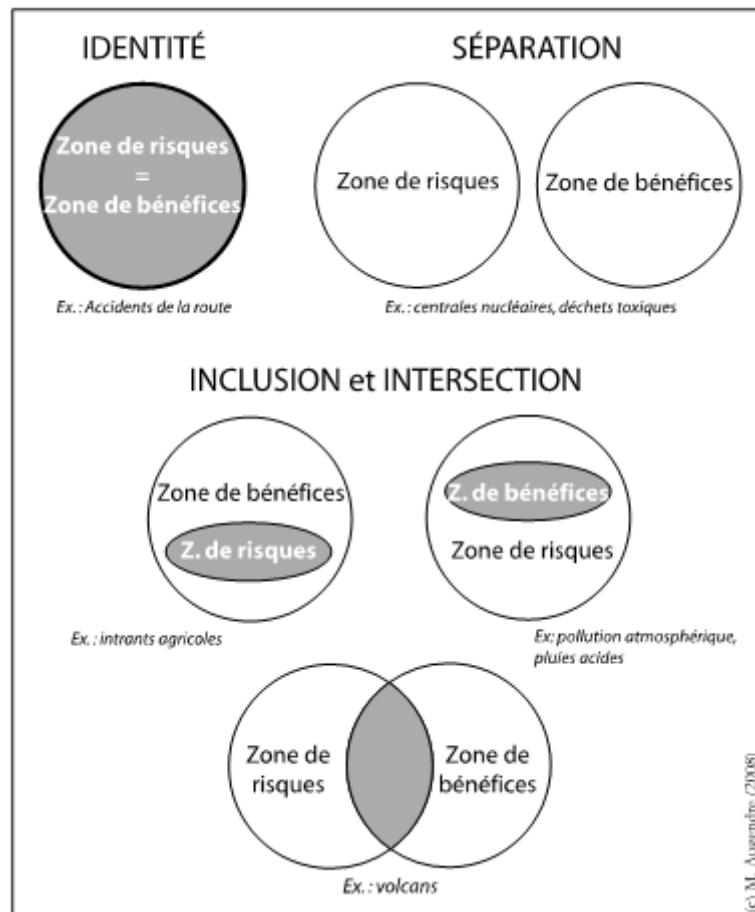 IDENTITÉ
SÉPARATION
Zone de risques
=
Zone de bénéfices
Zone de risques
Zone de bénéfices
Ex. : Accidents de la route
Ex. : centrales nucléaires, déchets toxiques
INCLUSION et INTERSECTION
Zone de bénéfices
Z. de risques
Z. de bénéfices
Zone de risques
Ex. : intrants agricoles
Ex: pollution atmosphérique,
pluies acides
Zone de
risques
Zone de
bénéfices
Ex. : volcans
(c) M. Augendre (2008)